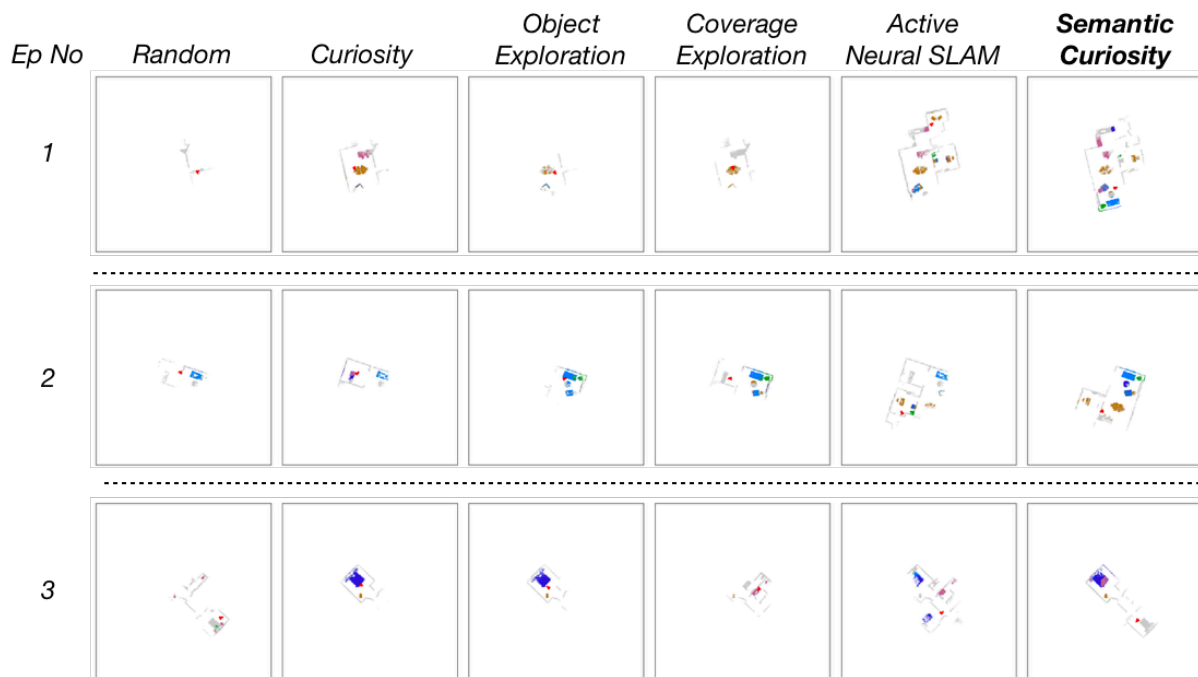 Ep No
Random
Curiosity
Object
Exploration
Coverage
Exploration
Active
Neural SLAM
Semantic
Curiosity
1
2
3